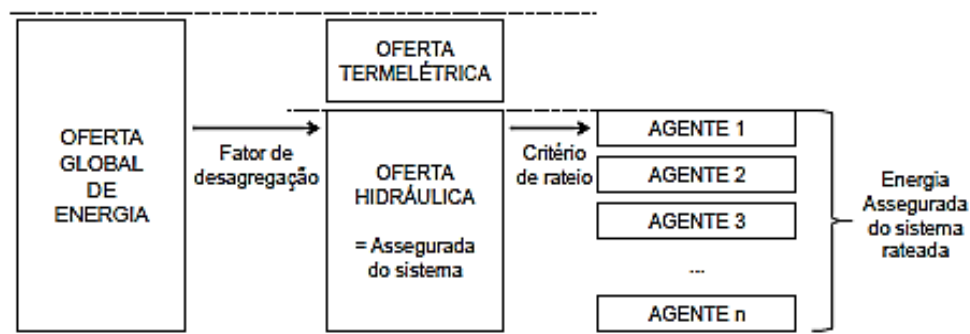 OFERTA
GLOBAL
DE
ENERGIA
Fator de
desagregação
OFERTA
TERMELÉTRICA
OFERTA
HIDRÁULICA
= Assegurada
do sistema
Critério
de rateio
AGENTE 1
AGENTE 2
AGENTE 3
...
AGENTE n
Energia
Assegurada
do sistema
rateada